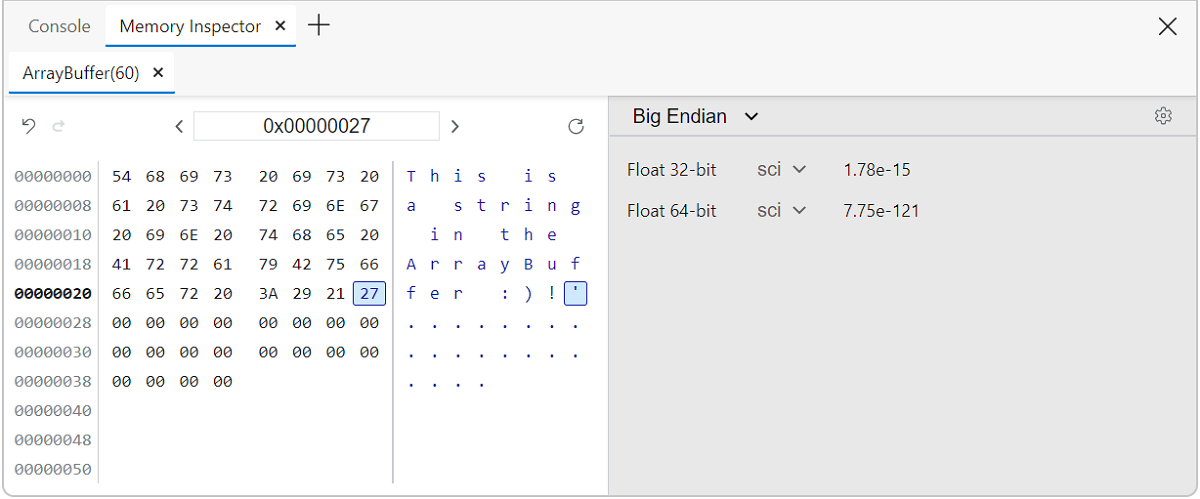 Console Memory Inspector × +
ArrayBuffer(60) ×
0x00000027
Big Endian
00000000 54 68 69 73 20 69 73 20 T h i s i s
00000008 61 20 73 74 72 69 6E 67 a s t r i n g
00000010 20 69 6E 20 74 68 65 20 i n t h e
00000018 41 72 72 61 79 42 75 66 A r r a y B u f
00000020 66 65 72 20 3A 29 21 27 f e r : ) ! '
00000028 00 00 00 00 00 00 00 00 . . . . . . . .
00000030 00 00 00 00 00 00 00 00 . . . . . . . .
00000038 00 00 00 00 . . . .
00000040
00000048
00000050
Float 32-bit sci 1.78e-15
Float 64-bit sci 7.75e-121